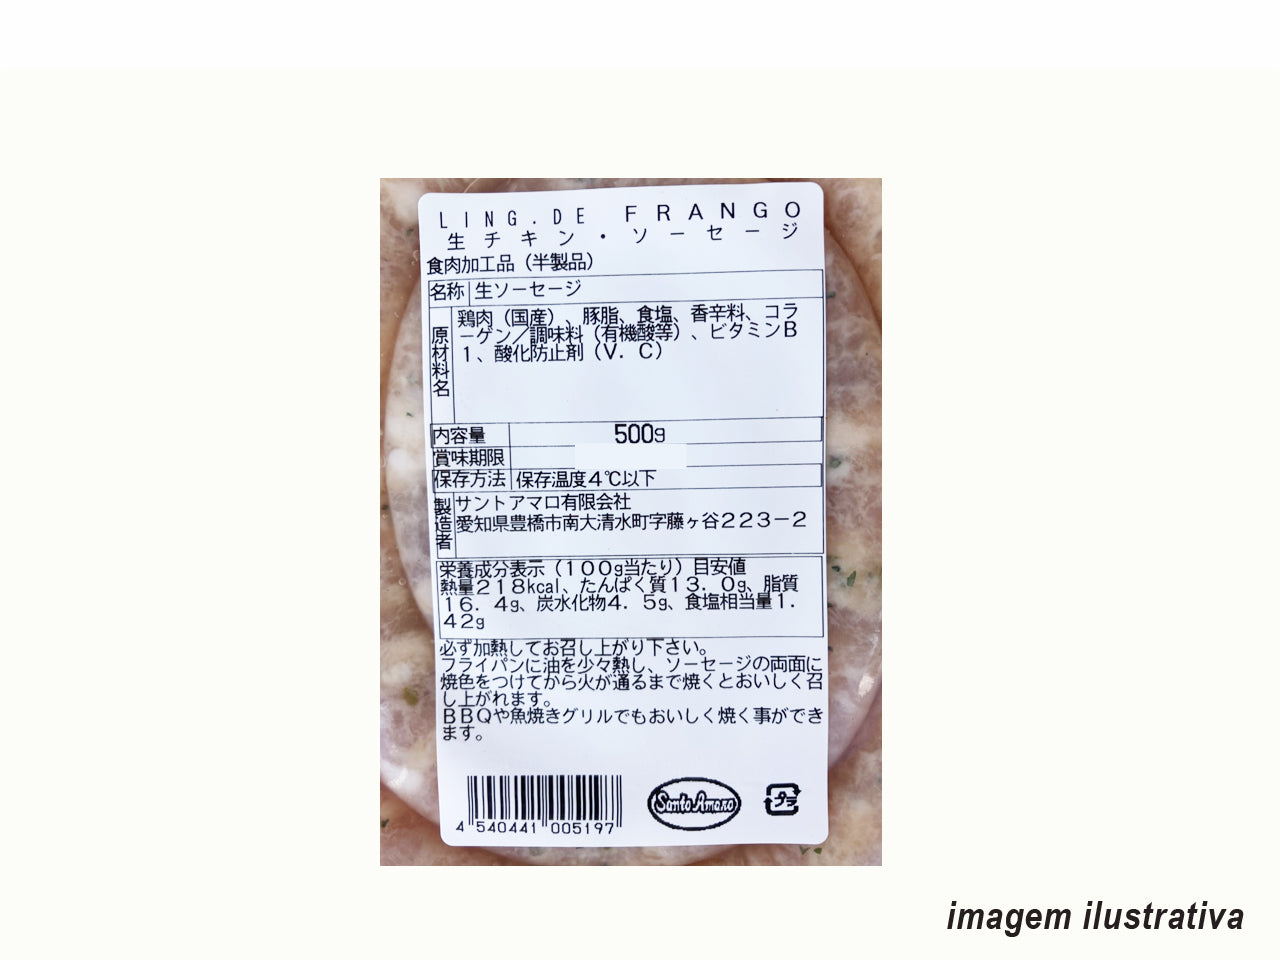 LING.DE FRANGO
生チキン・ソーセージ
食肉加工品（半製品）
名称 生ソーセージ
原材料名 鶏肉（国産）、豚脂、食塩、香辛料、コラ
ーゲン／調味料（有機酸等）、ビタミンB
1、酸化防止剤（V．C）
内容量 500g
賞味期限
保存方法 保存温度4℃以下
製造者 サントアマロ有限会社
愛知県豊橋市南大清水町字藤ヶ谷223－2
栄養成分表示（100g当たり）目安値
熱量218kcal、たんぱく質13．0g、脂質
16．4g、炭水化物4．5g、食塩相当量1．
42g
必ず加熱してお召し上がり下さい。
フライパンに油を少々熱し、ソーセージの両面に
焼色をつけてから火が通るまで焼くとおいしく召
し上がれます。
BBQや魚焼きグリルでもおいしく焼く事ができ
ます。
4 540441 005197
Santo Amaro
プラ
imagem ilustrativa